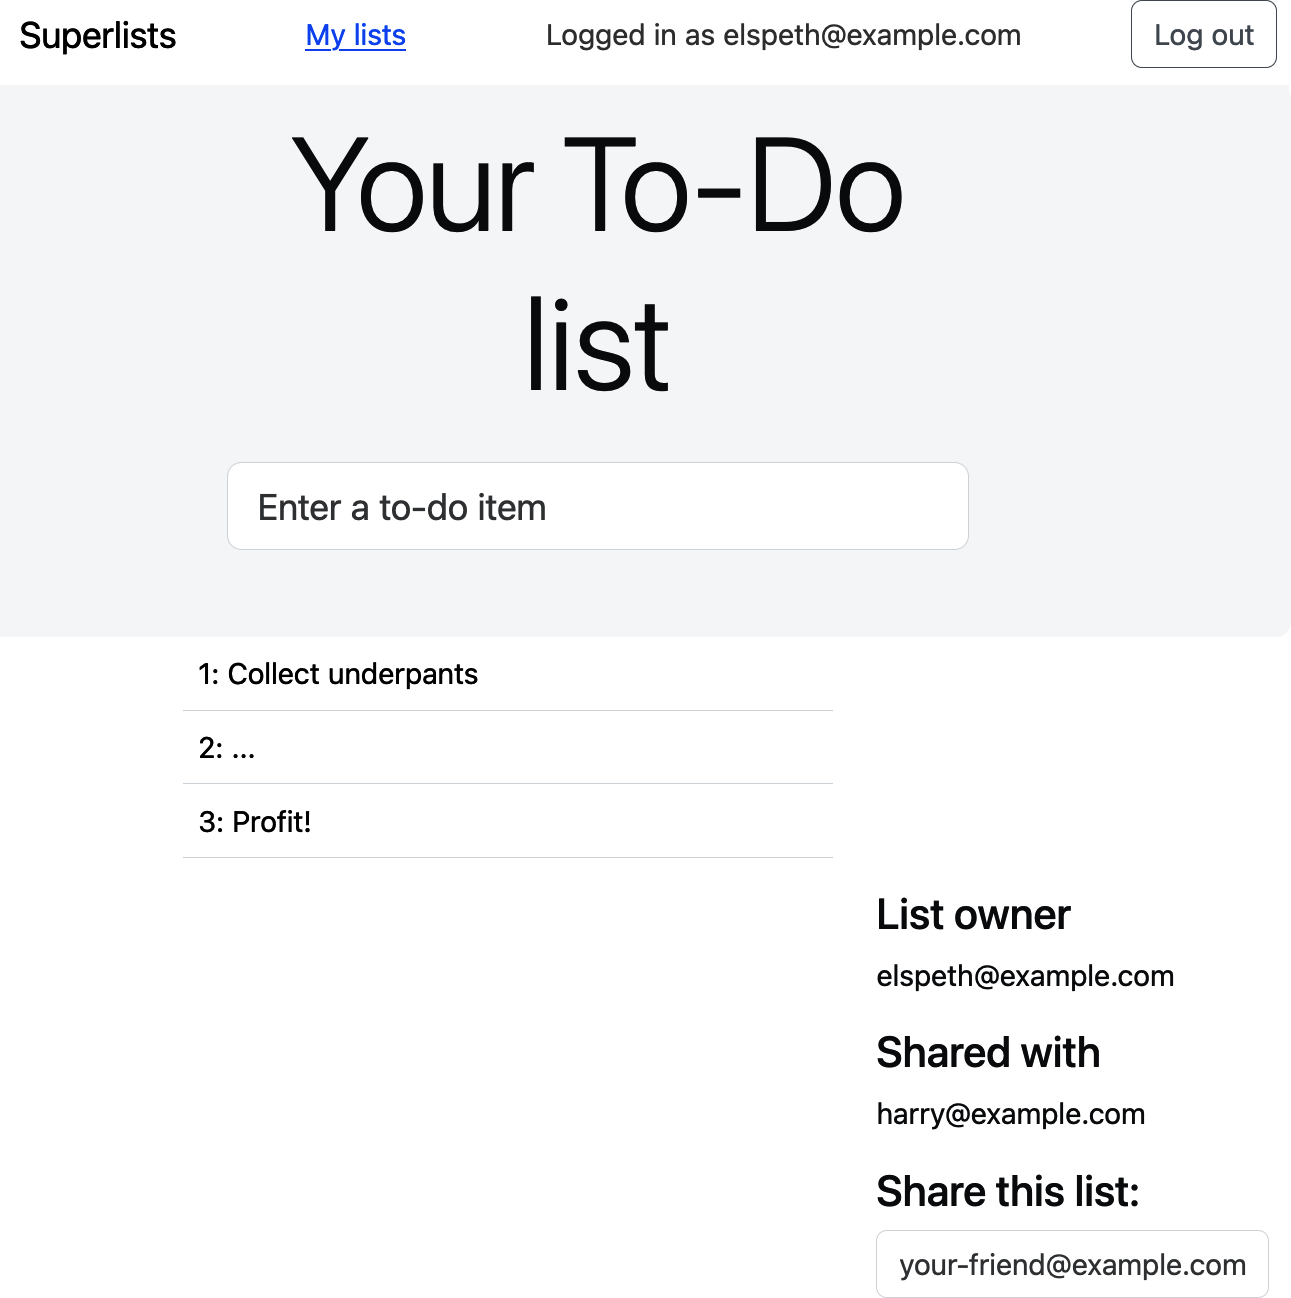 Superlists My lists Logged in as elspeth@example.com Log out
Your To-Do
list
Enter a to-do item
1: Collect underpants
2: ...
3: Profit!
List owner
elspeth@example.com
Shared with
harry@example.com
Share this list:
your-friend@example.com